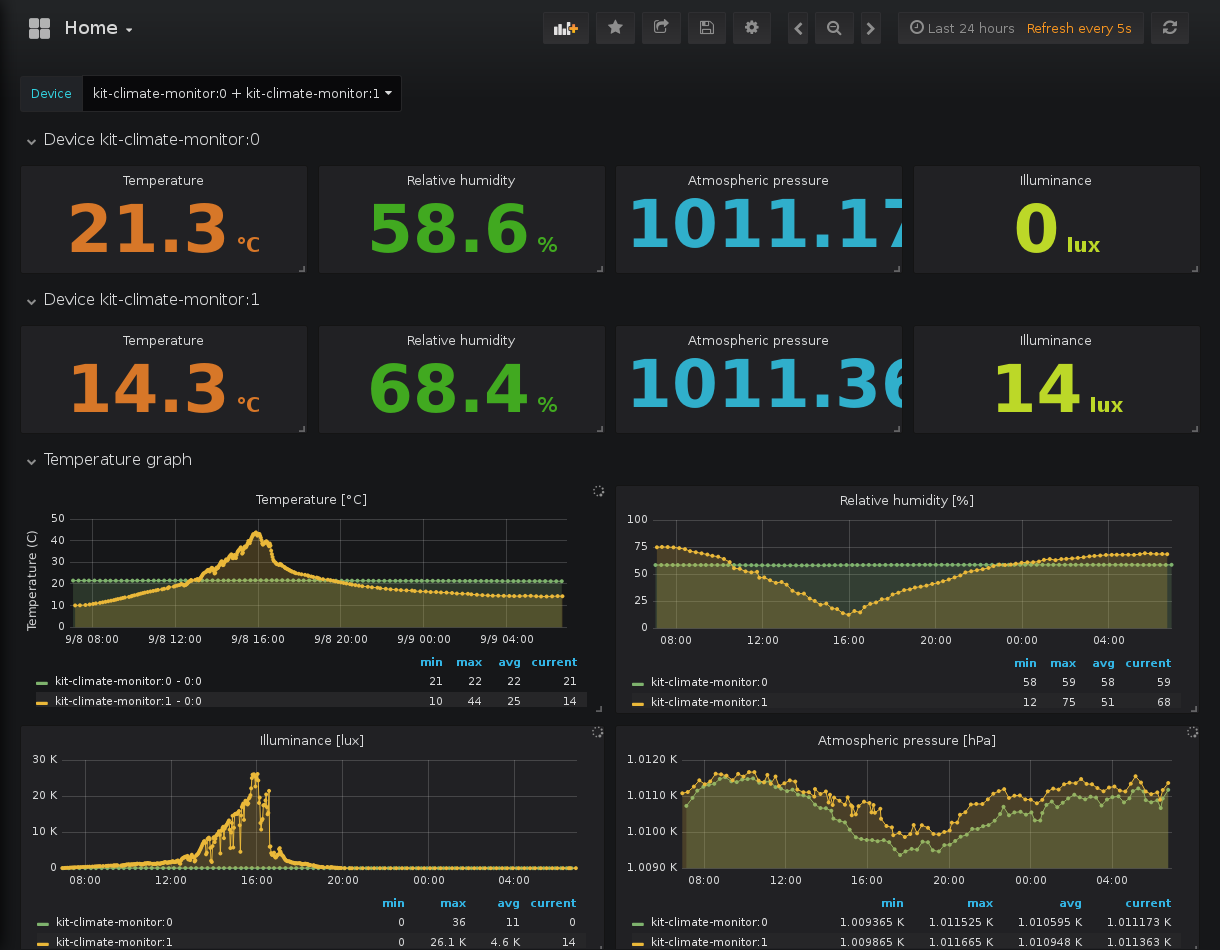 Home
Last 24 hours Refresh every 5s
Device kit-climate-monitor:0 + kit-climate-monitor:1
Device kit-climate-monitor:0
Temperature Relative humidity Atmospheric pressure Illuminance
21.3 °C 58.6 % 1011.17 0 lux
Device kit-climate-monitor:1
Temperature Relative humidity Atmospheric pressure Illuminance
14.3 °C 68.4 % 1011.36 14 lux
Temperature graph
Temperature [°C]
Temperature (C)
50
40
30
20
10
0
9/8 08:00 9/8 12:00 9/8 16:00 9/8 20:00 9/9 00:00 9/9 04:00
min max avg current
kit-climate-monitor:0 - 0:0 21 22 22 21
kit-climate-monitor:1 - 0:0 10 44 25 14
Relative humidity [%]
100
75
50
25
0
08:00 12:00 16:00 20:00 00:00 04:00
min max avg current
kit-climate-monitor:0 58 59 58 59
kit-climate-monitor:1 12 75 51 68
Illuminance [lux]
30 K
20 K
10 K
0
08:00 12:00 16:00 20:00 00:00 04:00
min max avg current
kit-climate-monitor:0 0 36 11 0
kit-climate-monitor:1 0 26.1 K 4.6 K 14
Atmospheric pressure [hPa]
1.0120 K
1.0110 K
1.0100 K
1.0090 K
08:00 12:00 16:00 20:00 00:00 04:00
min max avg current
kit-climate-monitor:0 1.009365 K 1.011525 K 1.010595 K 1.011173 K
kit-climate-monitor:1 1.009865 K 1.011665 K 1.010948 K 1.011363 K